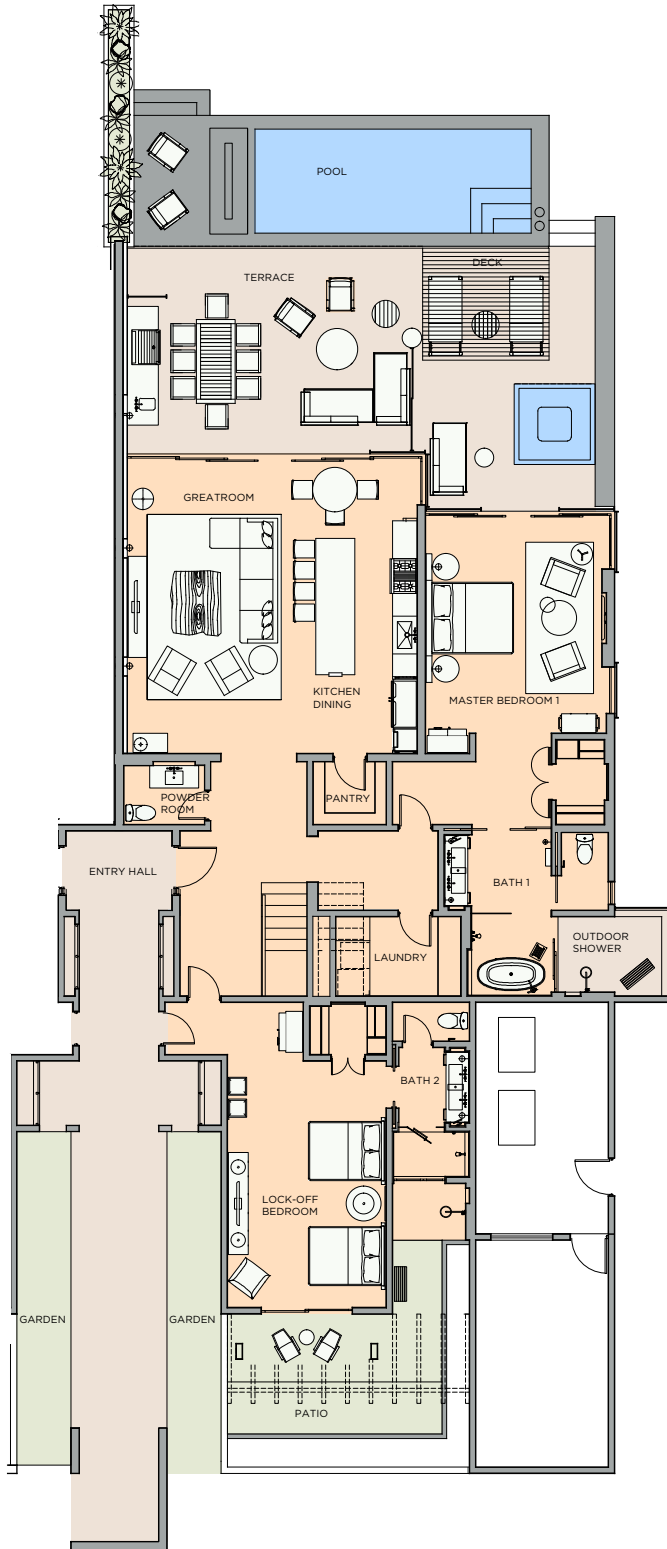 POOL
DECK
TERRACE
GREATROOM
KITCHEN
DINING
MASTER BEDROOM 1
POWDER
ROOM
PANTRY
ENTRY HALL
BATH 1
OUTDOOR
SHOWER
LAUNDRY
BATH 2
LOCK-OFF
BEDROOM
GARDEN
GARDEN
PATIO